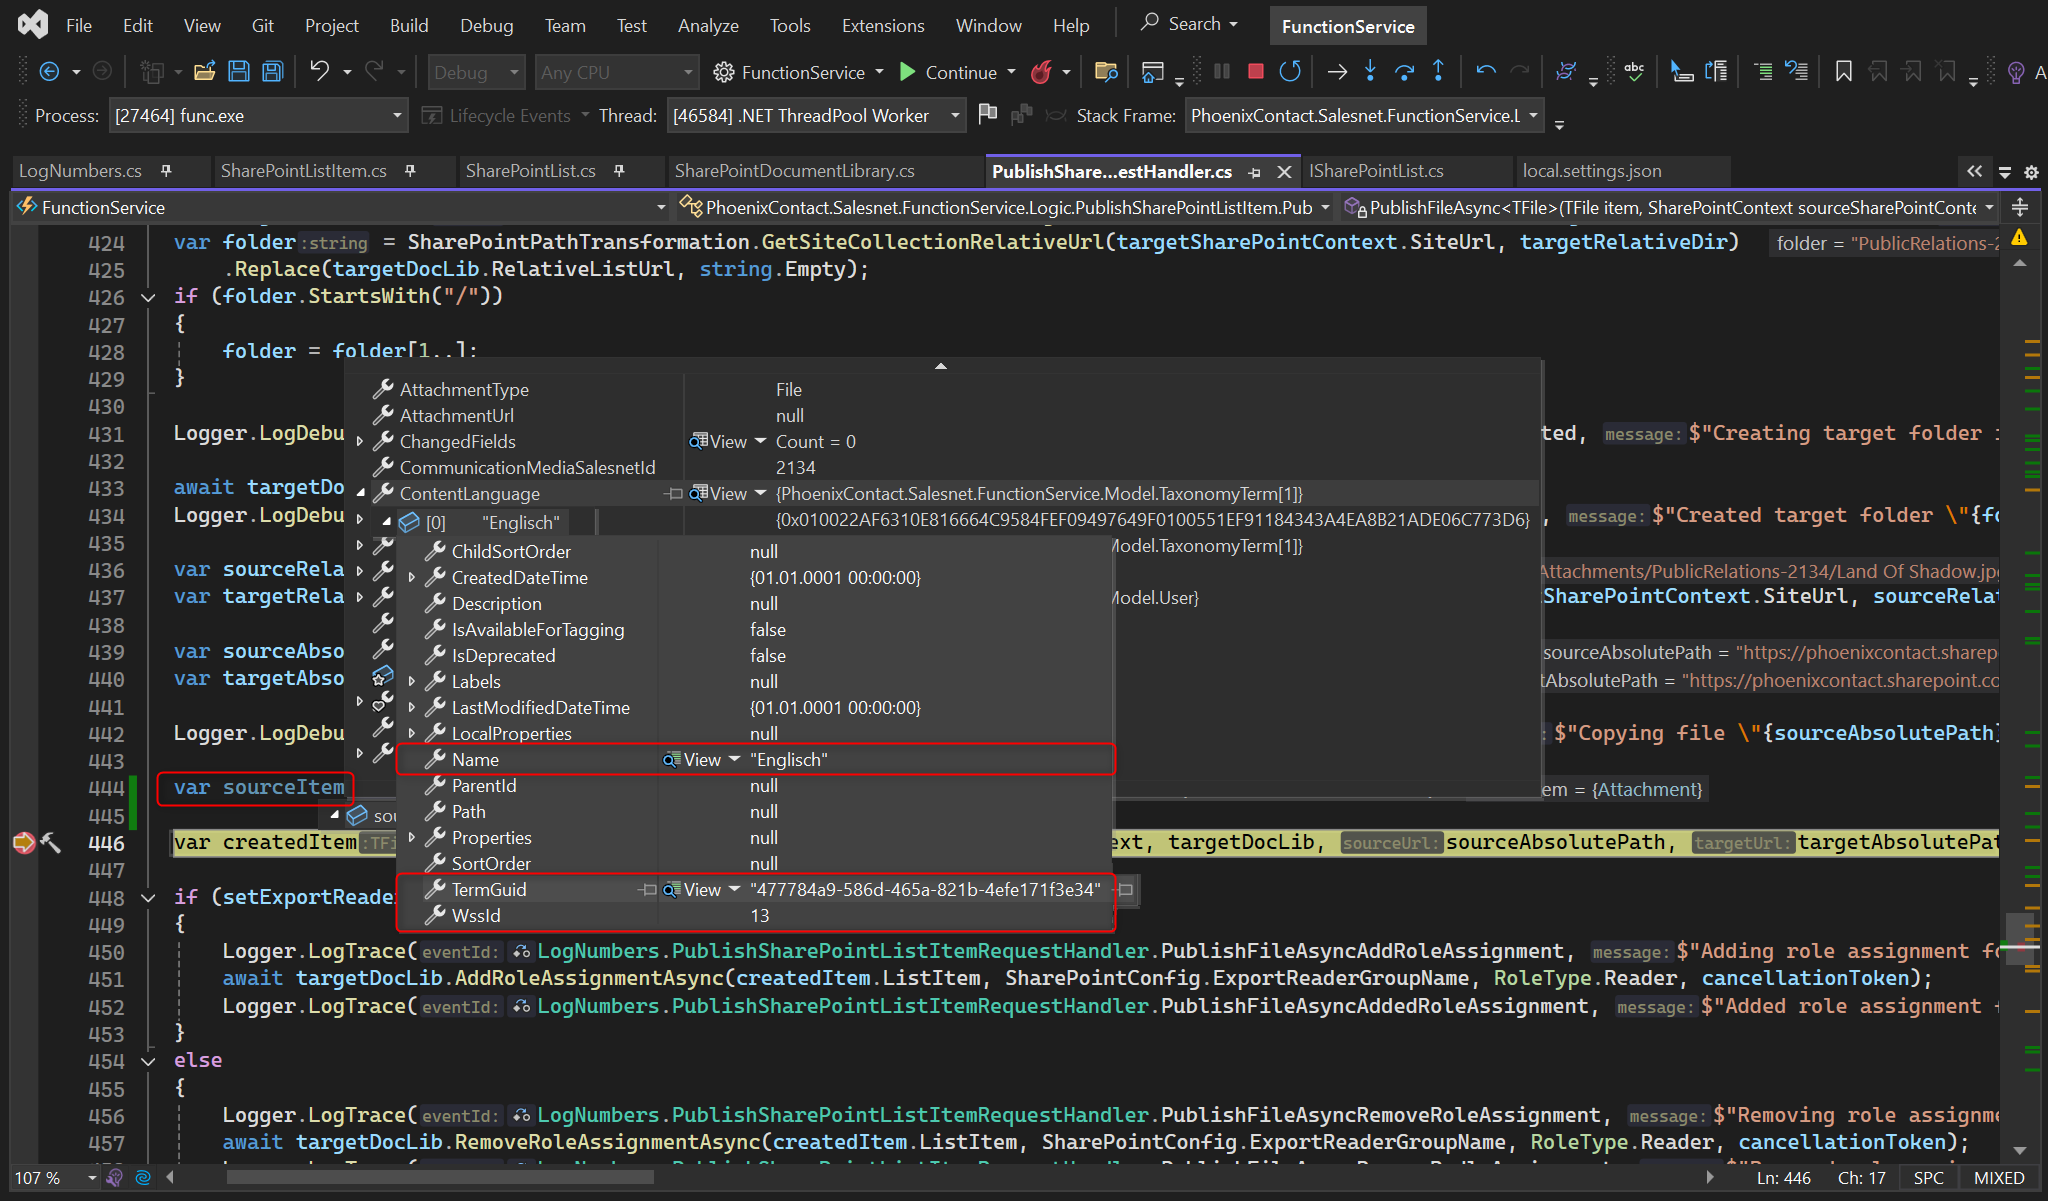 File Edit View Git Project Build Debug Team Test Analyze Tools Extensions Window Help Search FunctionService
Debug Any CPU FunctionService Continue A
Process: [27464] func.exe Lifecycle Events Thread: [46584] .NET ThreadPool Worker Stack Frame: PhoenixContact.Salesnet.FunctionService.L
LogNumbers.cs SharePointListItem.cs SharePointList.cs SharePointDocumentLibrary.cs PublishShare...estHandler.cs ISharePointList.cs local.settings.json
FunctionService PhoenixContact.Salesnet.FunctionService.Logic.PublishSharePointListItem.Pub PublishFileAsync<TFile>(TFile item, SharePointContext sourceSharePointConte
424 var folder:string = SharePointPathTransformation.GetSiteCollectionRelativeUrl(targetSharePointContext.SiteUrl, targetRelativeDir) folder = "PublicRelations-2
425 .Replace(targetDocLib.RelativeListUrl, string.Empty);
426 if (folder.StartsWith("/"))
427 {
428 folder = folder[1..];
429 }
AttachmentType File
430
AttachmentUrl null
431 Logger.LogDebu ChangedFields View Count = 0 ted, message: $"Creating target folder i
432 CommunicationMediaSalesnetId 2134
433 await targetDo ContentLanguage View {PhoenixContact.Salesnet.FunctionService.Model.TaxonomyTerm[1]}
434 Logger.LogDebu [0] "Englisch" {0x010022AF6310E816664C9584FEF09497649F0100551EF91184343A4EA8B21ADE06C773D6} , message: $"Created target folder \"{fo
435 ChildSortOrder null Model.TaxonomyTerm[1]}
436 var sourceRela CreatedDateTime {01.01.0001 00:00:00} Attachments/PublicRelations-2134/Land Of Shadow.jpg
437 var targetRela Description null Model.User} SharePointContext.SiteUrl, sourceRelat
438 IsAvailableForTagging false
439 var sourceAbso IsDeprecated false sourceAbsolutePath = "https://phoenixcontact.sharep
440 var targetAbso Labels null tAbsolutePath = "https://phoenixcontact.sharepoint.co
441 LastModifiedDateTime {01.01.0001 00:00:00}
442 Logger.LogDebu LocalProperties null : $"Copying file \"{sourceAbsolutePath}
443 Name View "Englisch"
444 var sourceItem ParentId null em = {Attachment}
445 sou Path null
446 var createdItem:TFi Properties null ext, targetDocLib, sourceUrl: sourceAbsolutePath, targetUrl: targetAbsolutePat
447 SortOrder null
448 if (setExportReader TermGuid View "477784a9-586d-465a-821b-4efe171f3e34"
449 { WssId 13
450 Logger.LogTrace(eventId: LogNumbers.PublishSharePointListItemRequestHandler.PublishFileAsyncAddRoleAssignment, message: $"Adding role assignment fo
451 await targetDocLib.AddRoleAssignmentAsync(createdItem.ListItem, SharePointConfig.ExportReaderGroupName, RoleType.Reader, cancellationToken);
452 Logger.LogTrace(eventId: LogNumbers.PublishSharePointListItemRequestHandler.PublishFileAsyncAddedRoleAssignment, message: $"Added role assignment f
453 }
454 else
455 {
456 Logger.LogTrace(eventId: LogNumbers.PublishSharePointListItemRequestHandler.PublishFileAsyncRemoveRoleAssignment, message: $"Removing role assignme
457 await targetDocLib.RemoveRoleAssignmentAsync(createdItem.ListItem, SharePointConfig.ExportReaderGroupName, RoleType.Reader, cancellationToken);
107 % Ln: 446 Ch: 17 SPC MIXED